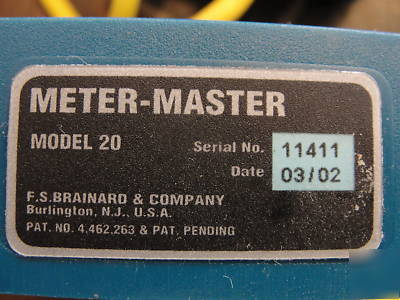 METER-MASTER
MODEL 20 Serial No. 11411
Date 03/02
F.S.BRAINARD & COMPANY
Burlington, N.J., U.S.A.
PAT. NO. 4,462,263 & PAT. PENDING